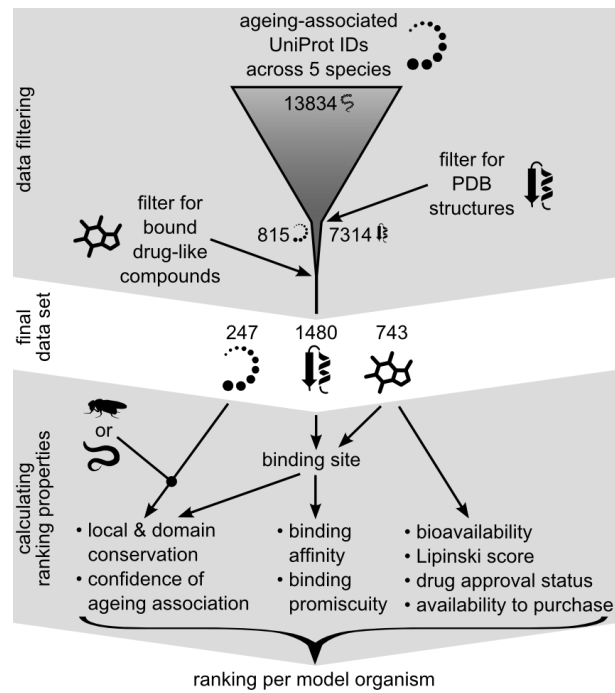 ageing-associated
UniProt IDs
across 5 species
13834
data filtering
filter for
PDB
structures
filter for
bound
drug-like
compounds
815 7314
final
data set
247 1480 743
or
binding site
calculating
ranking properties
• local & domain
conservation
• confidence of
ageing association
• binding
affinity
• binding
promiscuity
• bioavailability
• Lipinski score
• drug approval status
• availability to purchase
ranking per model organism